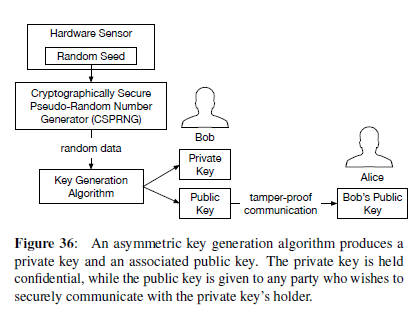 Hardware Sensor
Random Seed
Cryptographically Secure
Pseudo-Random Number
Generator (CSPRNG)
random data
Key Generation
Algorithm
Bob
Private
Key
Public
Key
tamper-proof
communication
Alice
Bob's Public
Key
Figure 36: An asymmetric key generation algorithm produces a
private key and an associated public key. The private key is held
confidential, while the public key is given to any party who wishes to
securely communicate with the private key's holder.